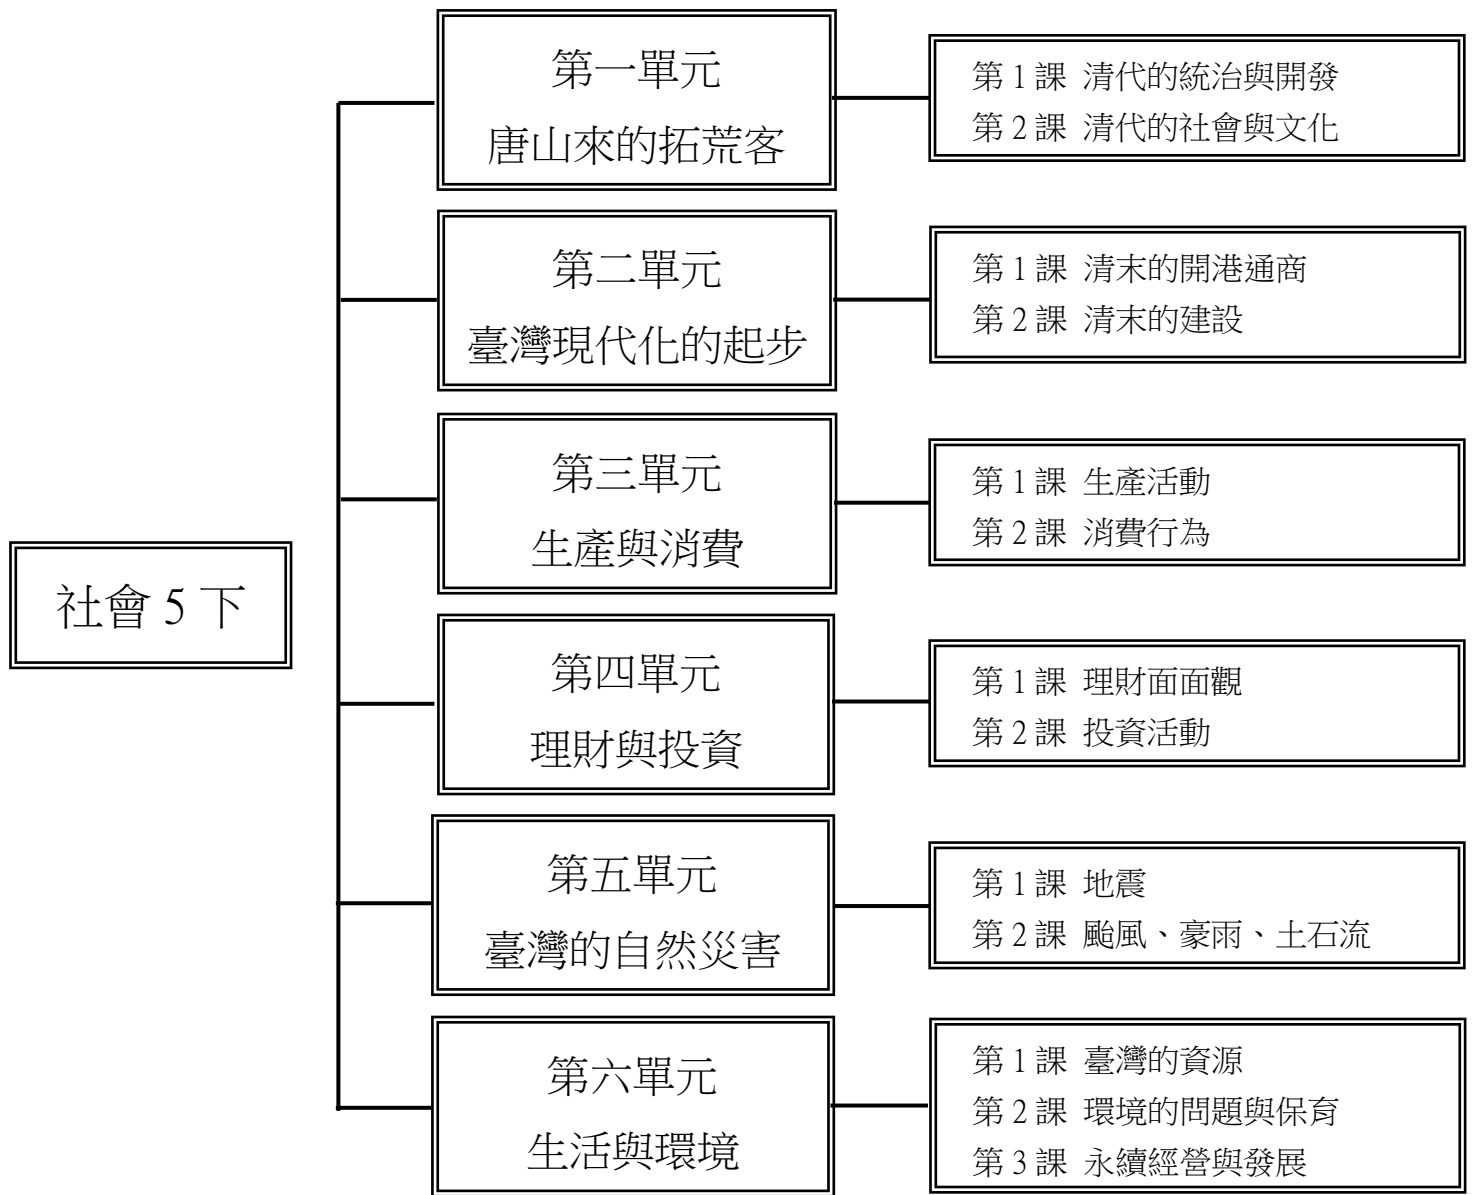 社會 5 下
第一單元
唐山來的拓荒客
第 1 課 清代的統治與開發
第 2 課 清代的社會與文化
第二單元
臺灣現代化的起步
第 1 課 清末的開港通商
第 2 課 清末的建設
第三單元
生產與消費
第 1 課 生產活動
第 2 課 消費行為
第四單元
理財與投資
第 1 課 理財面面觀
第 2 課 投資活動
第五單元
臺灣的自然災害
第 1 課 地震
第 2 課 颱風、豪雨、土石流
第六單元
生活與環境
第 1 課 臺灣的資源
第 2 課 環境的問題與保育
第 3 課 永續經營與發展